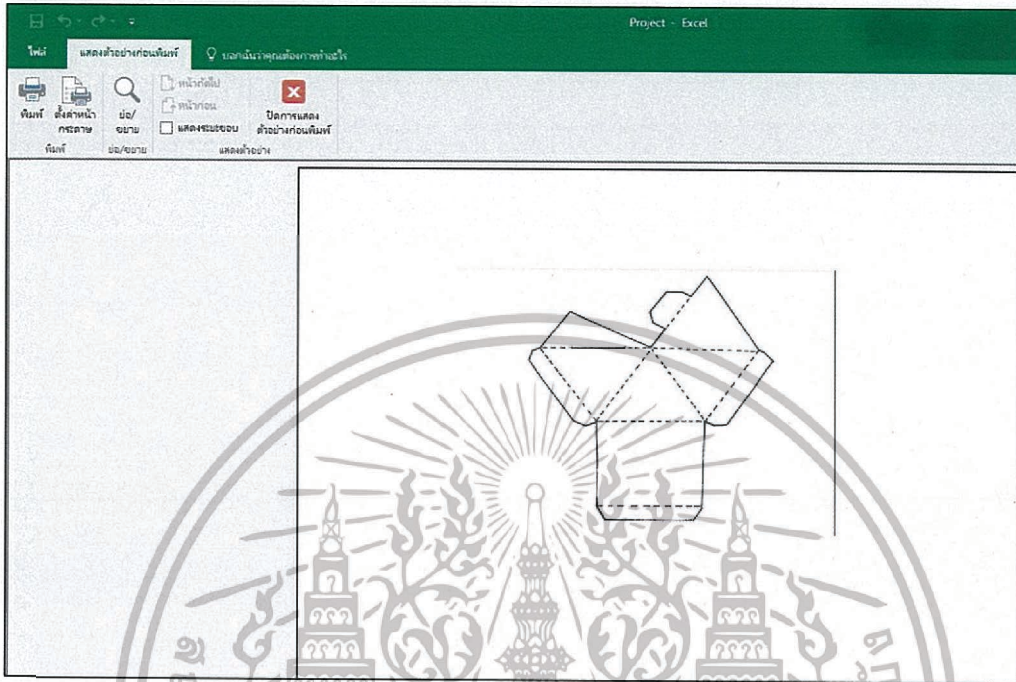 Project - Excel
ไฟล์ แสดงตัวอย่างก่อนพิมพ์ บอกฉันว่าคุณต้องการทำอะไร
พิมพ์ ตั้งค่าหน้ากระดาษ ย่อ/ขยาย หน้าถัดไป
หน้าก่อน
แสดงระยะขอบ ปิดการแสดงตัวอย่างก่อนพิมพ์
พิมพ์ ย่อ/ขยาย แสดงตัวอย่าง